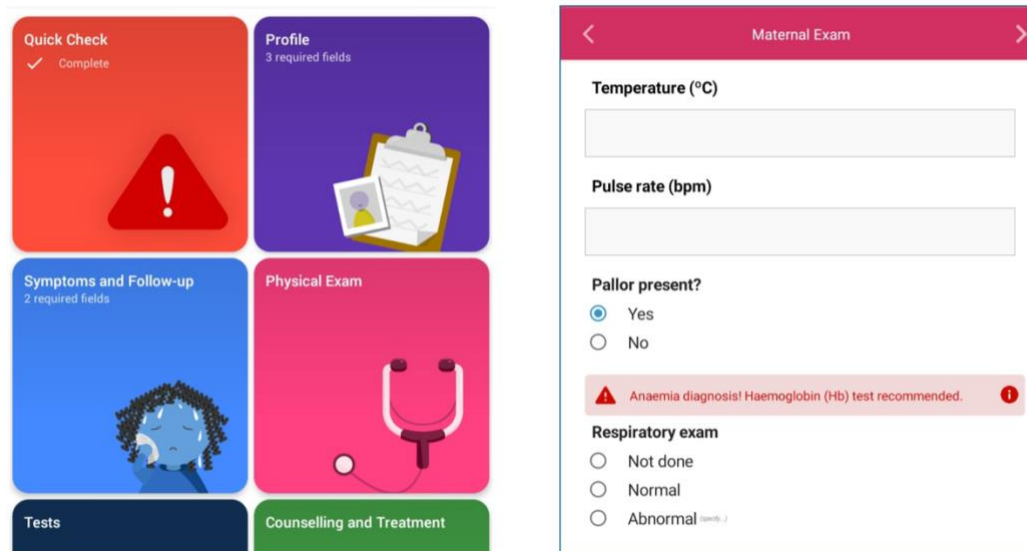 Quick Check
Complete
Profile
3 required fields
Symptoms and Follow-up
2 required fields
Physical Exam
Tests
Counselling and Treatment
Maternal Exam
Temperature (ºC)
Pulse rate (bpm)
Pallor present?
Yes
No
Anaemia diagnosis! Haemoglobin (Hb) test recommended.
Respiratory exam
Not done
Normal
Abnormal (specify...)